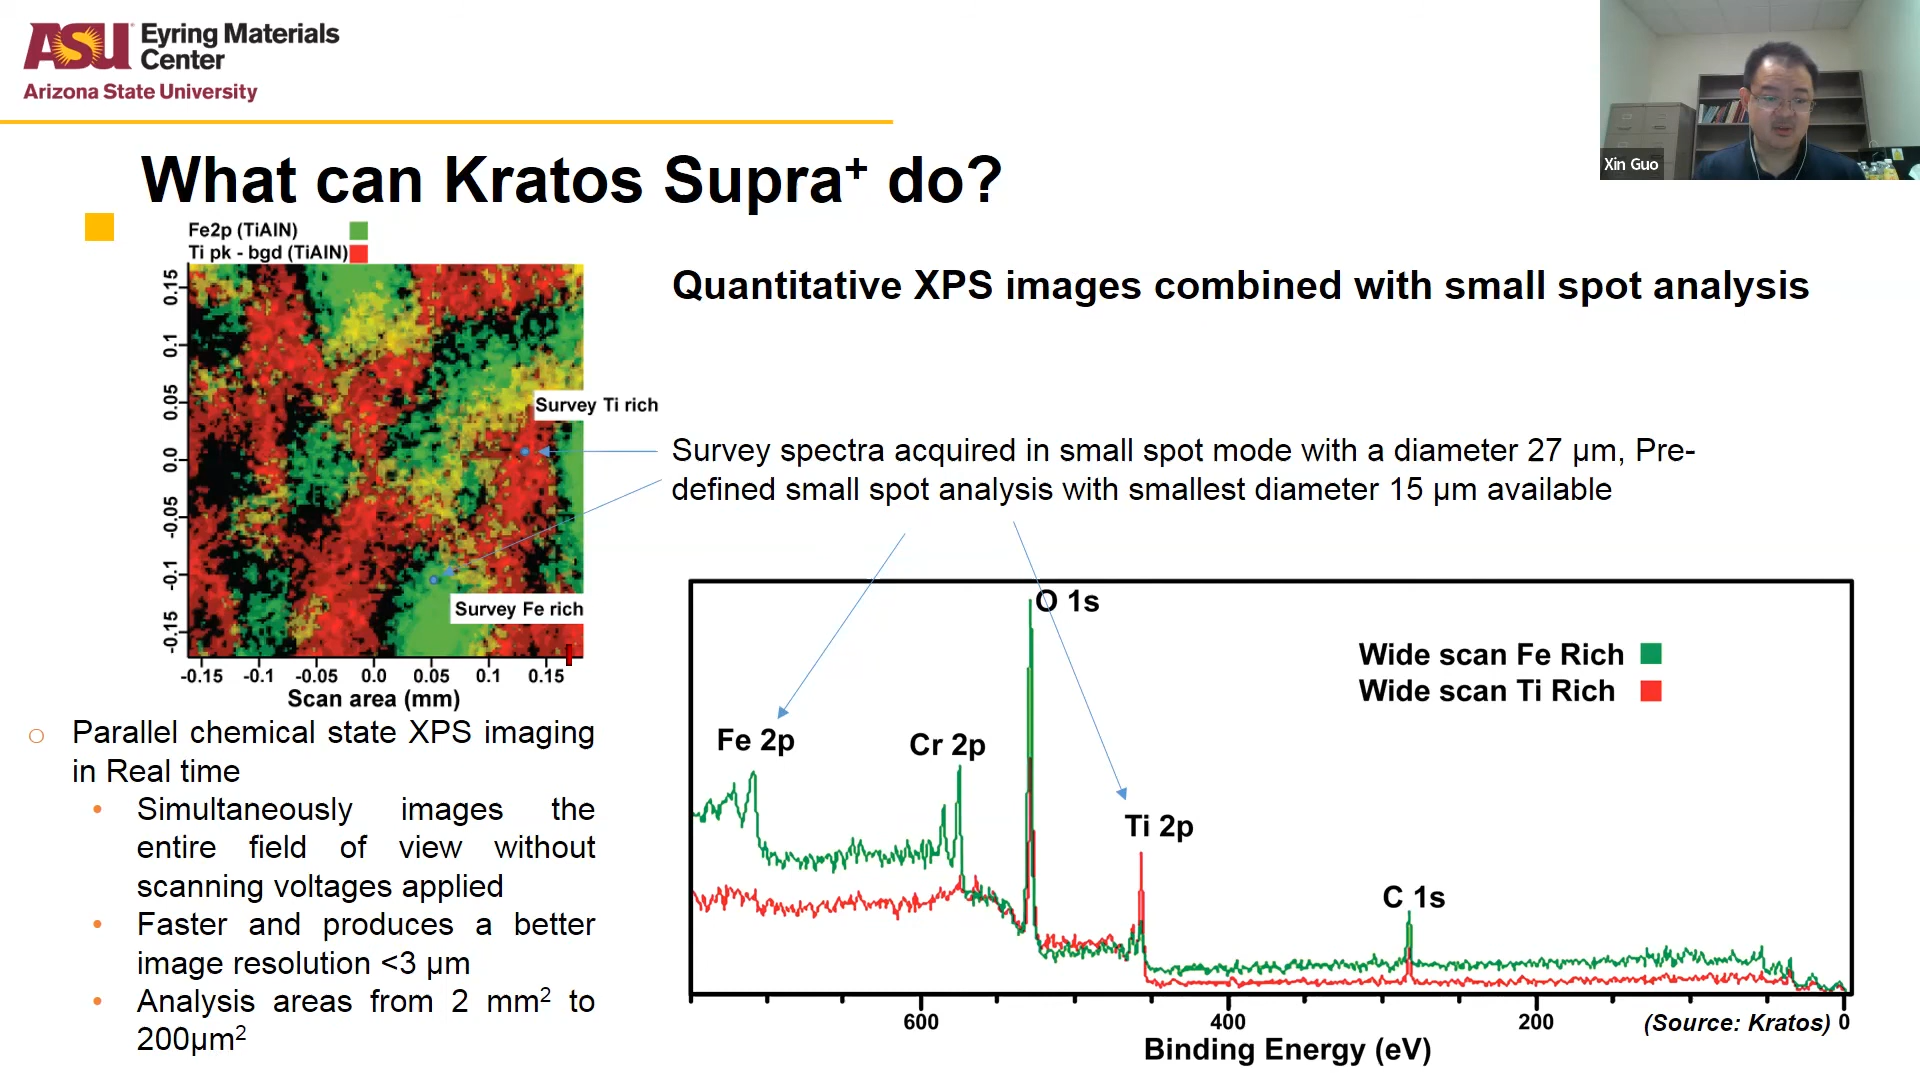 ASU Eyring Materials
Center
Arizona State University
Xin Guo
What can Kratos Supra⁺ do?
Fe2p (TiAlN)
Ti pk - bgd (TiAlN)
0.15
0.1
0.05
0.0
-0.05
-0.1
-0.15
Survey Ti rich
Survey Fe rich
-0.15 -0.1 -0.05 0.0 0.05 0.1 0.15
Scan area (mm)
Quantitative XPS images combined with small spot analysis
Survey spectra acquired in small spot mode with a diameter 27 µm, Pre-
defined small spot analysis with smallest diameter 15 µm available
Parallel chemical state XPS imaging
in Real time
Simultaneously images the
entire field of view without
scanning voltages applied
Faster and produces a better
image resolution <3 µm
Analysis areas from 2 mm² to
200µm²
O 1s
Wide scan Fe Rich
Wide scan Ti Rich
Fe 2p
Cr 2p
Ti 2p
C 1s
600 400 200 0
(Source: Kratos)
Binding Energy (eV)